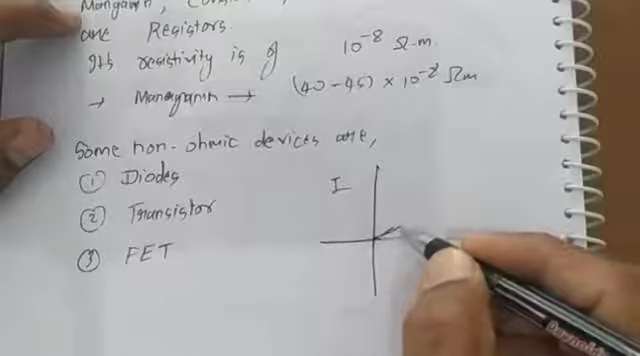 are Resistors.
Its resistivity is of 10⁻⁸ Ω.m.
→ Managanin → (40-45) × 10⁻⁸ Ωm
Some non-ohmic devices are,
① Diodes
② Transistor
③ FET
I